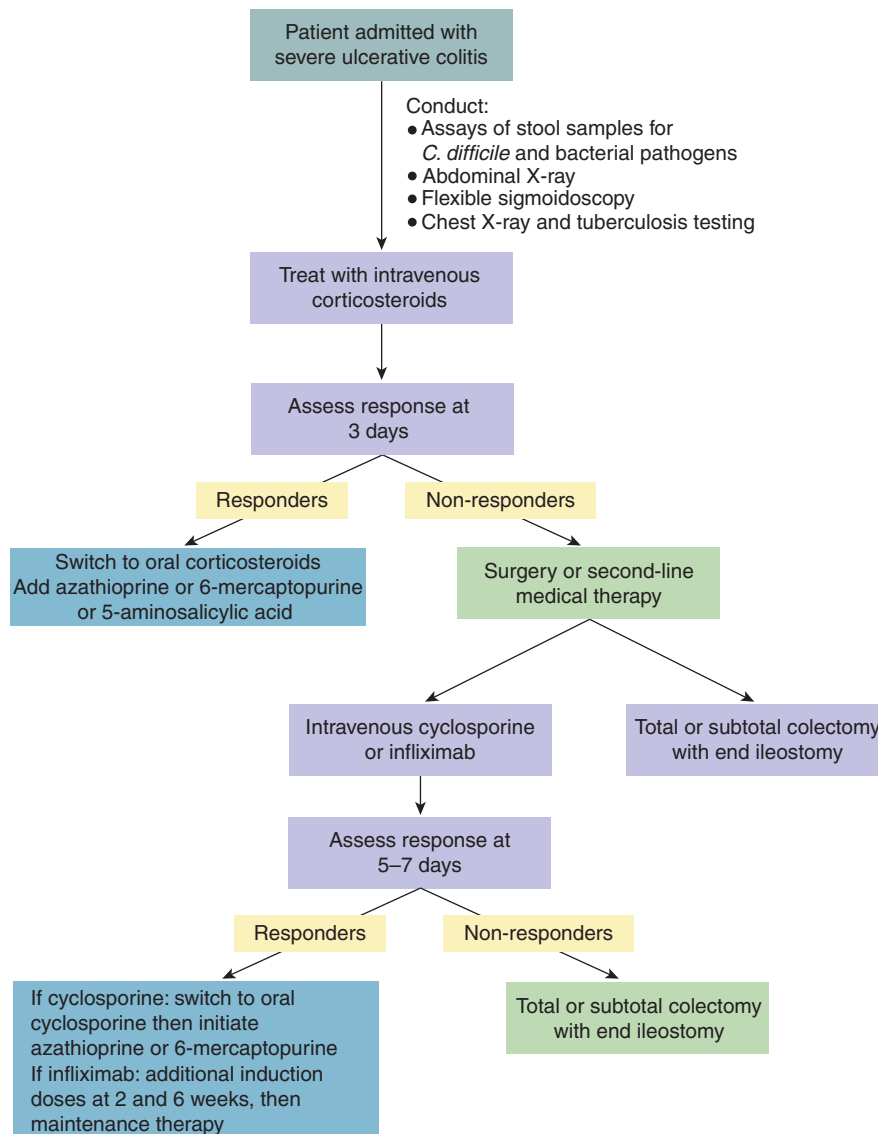 Patient admitted with
severe ulcerative colitis
Conduct:
• Assays of stool samples for
C. difficile and bacterial pathogens
• Abdominal X-ray
• Flexible sigmoidoscopy
• Chest X-ray and tuberculosis testing
Treat with intravenous
corticosteroids
Assess response at
3 days
Responders
Non-responders
Switch to oral corticosteroids
Add azathioprine or 6-mercaptopurine
or 5-aminosalicylic acid
Surgery or second-line
medical therapy
Intravenous cyclosporine
or infliximab
Total or subtotal colectomy
with end ileostomy
Assess response at
5–7 days
Responders
Non-responders
If cyclosporine: switch to oral
cyclosporine then initiate
azathioprine or 6-mercaptopurine
If infliximab: additional induction
doses at 2 and 6 weeks, then
maintenance therapy
Total or subtotal colectomy
with end ileostomy